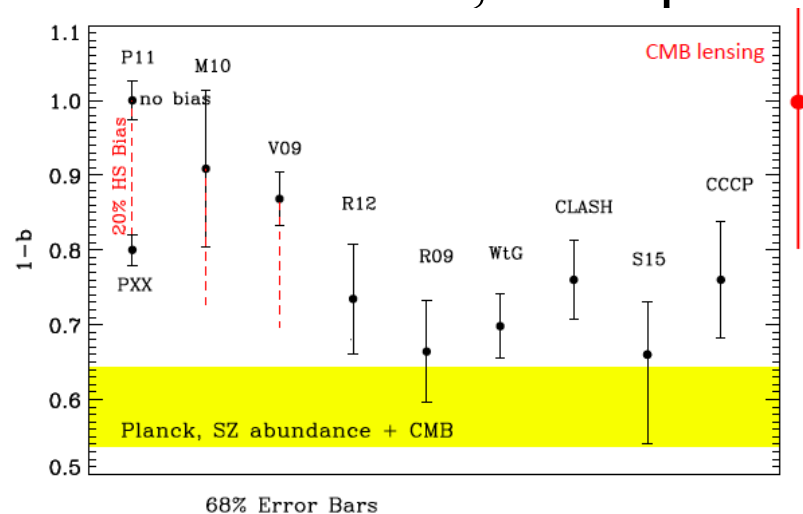 1.1
1.0
0.9
0.8
0.7
0.6
0.5
1-b
P11
no bias
20% HS Bias
PXX
M10
V09
R12
R09
WtG
CLASH
S15
CCCP
CMB lensing
Planck, SZ abundance + CMB
68% Error Bars